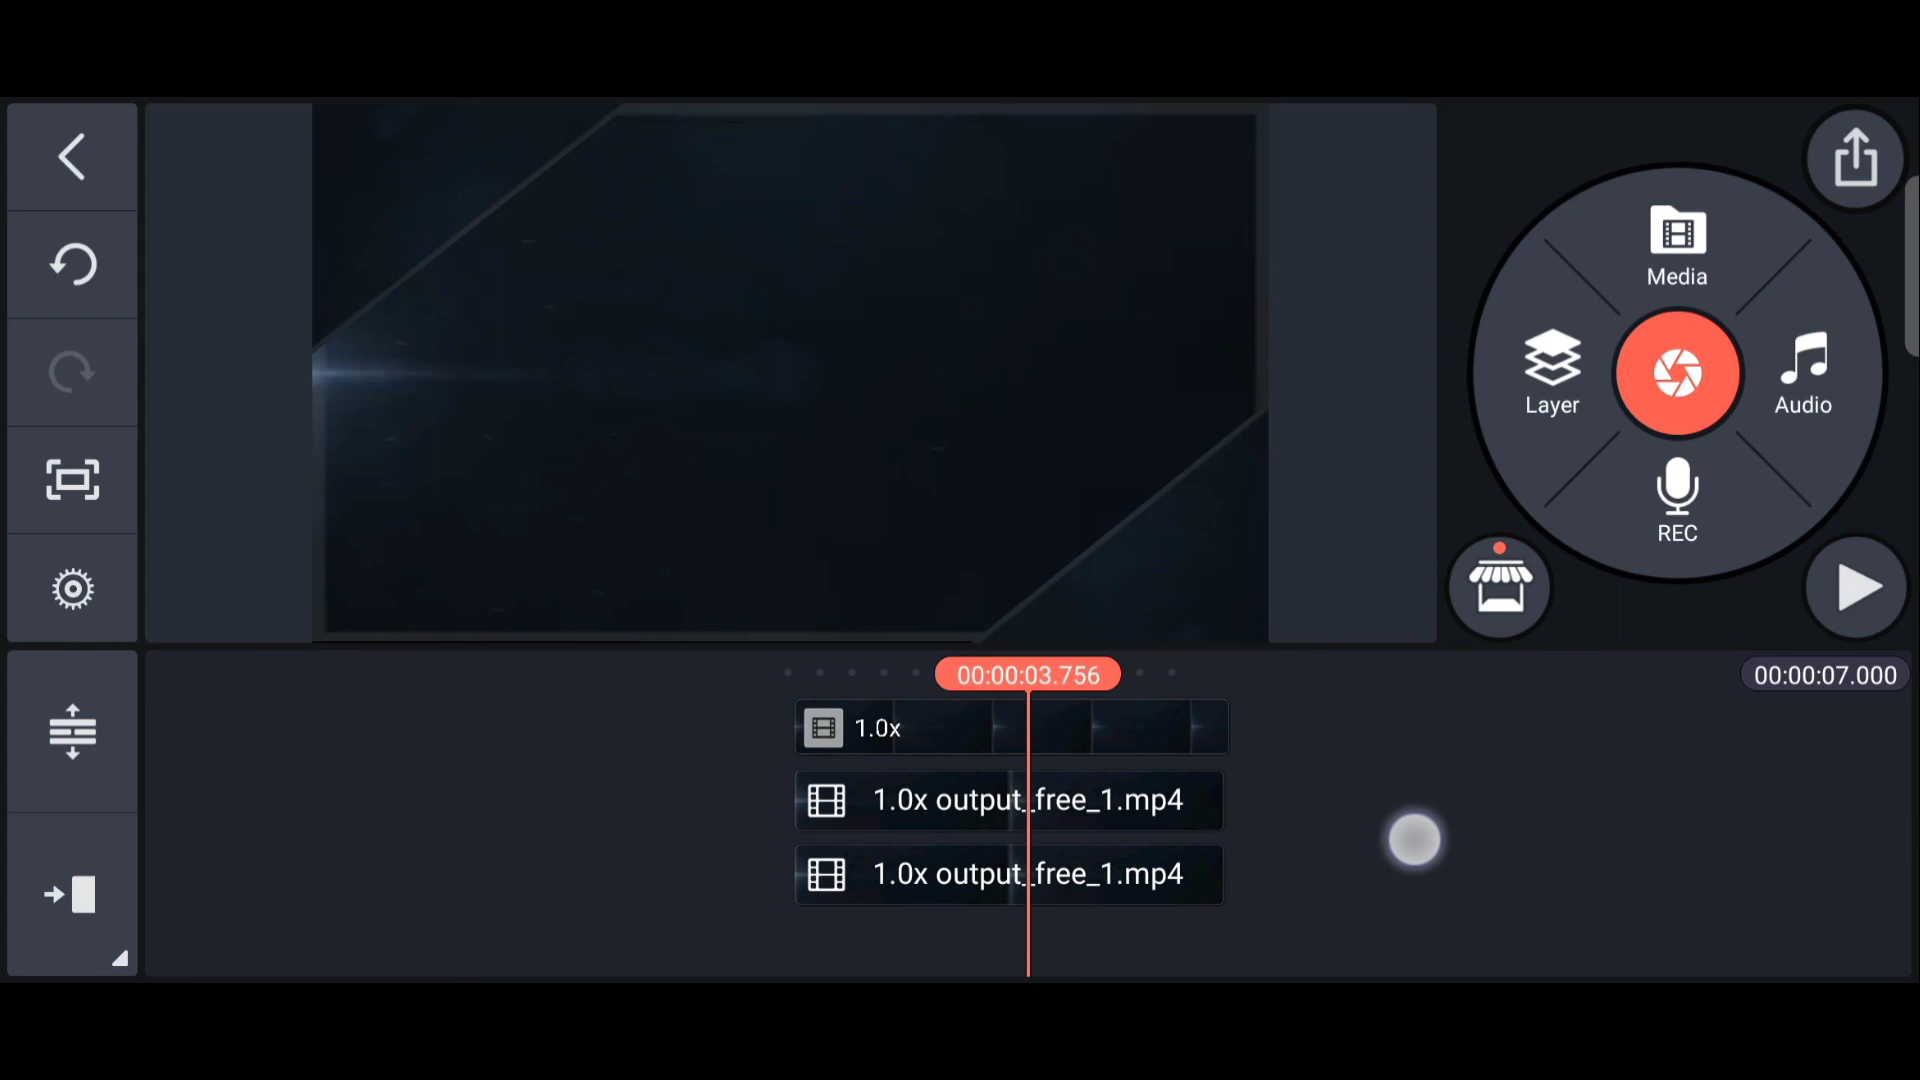 Media
Layer
Audio
REC
00:00:03.756
00:00:07.000
1.0x
1.0x output_free_1.mp4
1.0x output_free_1.mp4